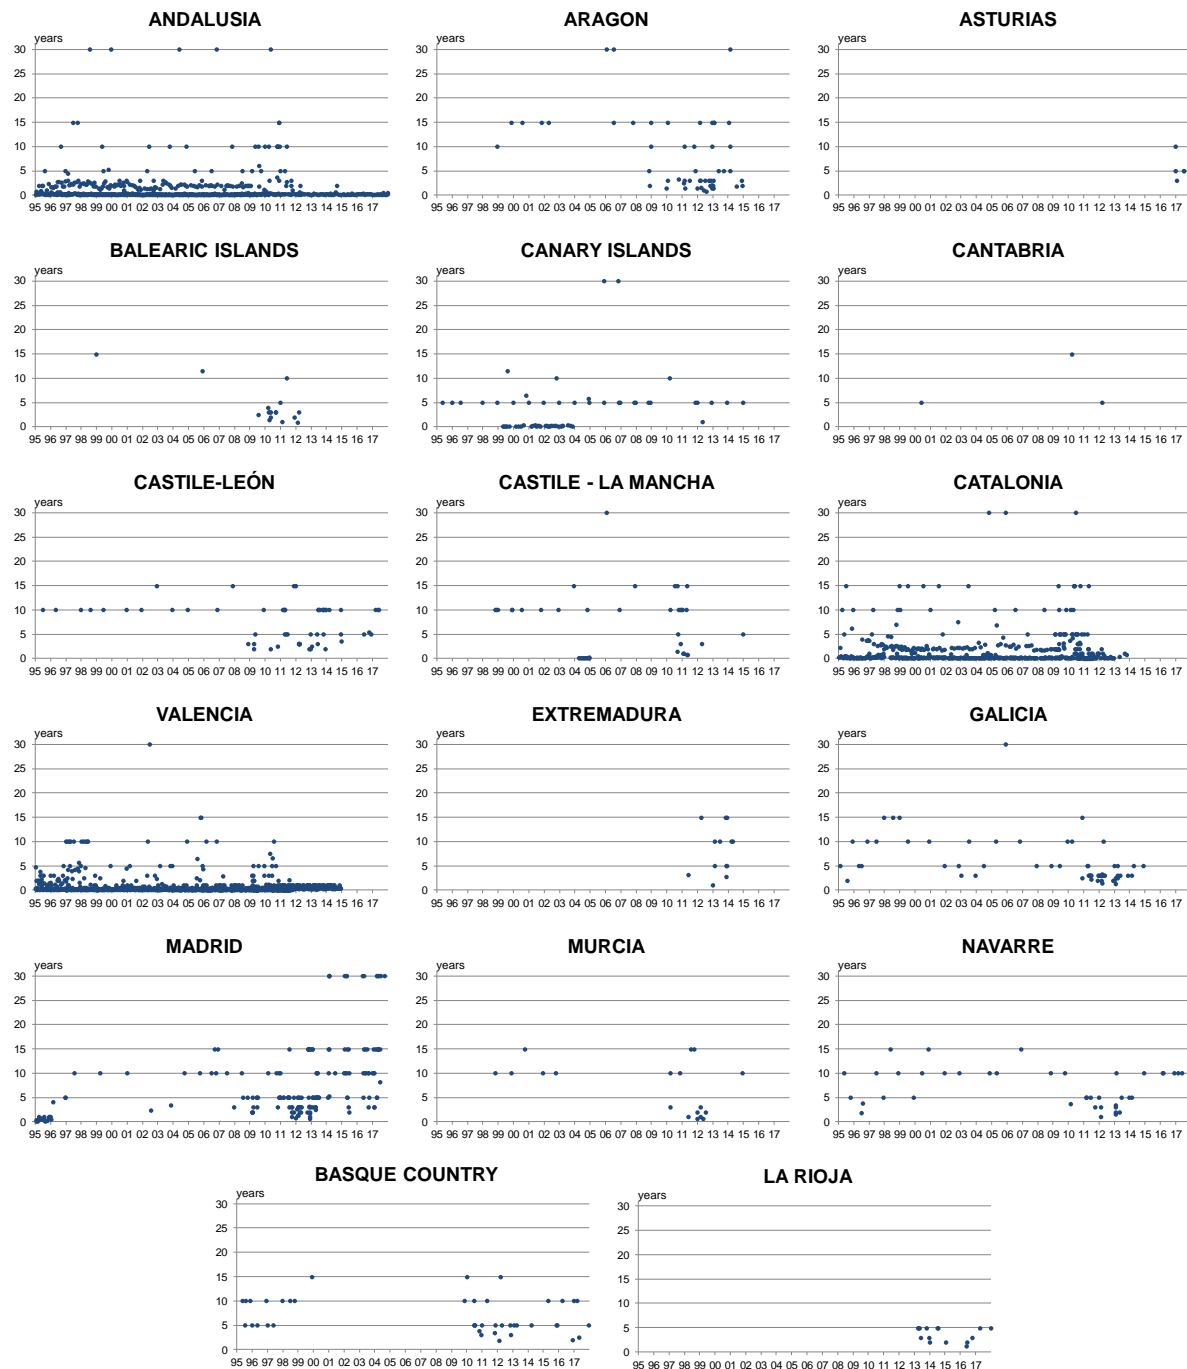 ANDALUSIA
years
30
25
20
15
10
5
0
95 96 97 98 99 00 01 02 03 04 05 06 07 08 09 10 11 12 13 14 15 16 17
ARAGON
years
30
25
20
15
10
5
0
95 96 97 98 99 00 01 02 03 04 05 06 07 08 09 10 11 12 13 14 15 16 17
ASTURIAS
years
30
25
20
15
10
5
0
95 96 97 98 99 00 01 02 03 04 05 06 07 08 09 10 11 12 13 14 15 16 17
BALEARIC ISLANDS
years
30
25
20
15
10
5
0
95 96 97 98 99 00 01 02 03 04 05 06 07 08 09 10 11 12 13 14 15 16 17
CANARY ISLANDS
years
30
25
20
15
10
5
0
95 96 97 98 99 00 01 02 03 04 05 06 07 08 09 10 11 12 13 14 15 16 17
CANTABRIA
years
30
25
20
15
10
5
0
95 96 97 98 99 00 01 02 03 04 05 06 07 08 09 10 11 12 13 14 15 16 17
CASTILE-LEÓN
years
30
25
20
15
10
5
0
95 96 97 98 99 00 01 02 03 04 05 06 07 08 09 10 11 12 13 14 15 16 17
CASTILE - LA MANCHA
years
30
25
20
15
10
5
0
95 96 97 98 99 00 01 02 03 04 05 06 07 08 09 10 11 12 13 14 15 16 17
CATALONIA
years
30
25
20
15
10
5
0
95 96 97 98 99 00 01 02 03 04 05 06 07 08 09 10 11 12 13 14 15 16 17
VALENCIA
years
30
25
20
15
10
5
0
95 96 97 98 99 00 01 02 03 04 05 06 07 08 09 10 11 12 13 14 15 16 17
EXTREMADURA
years
30
25
20
15
10
5
0
95 96 97 98 99 00 01 02 03 04 05 06 07 08 09 10 11 12 13 14 15 16 17
GALICIA
years
30
25
20
15
10
5
0
95 96 97 98 99 00 01 02 03 04 05 06 07 08 09 10 11 12 13 14 15 16 17
MADRID
years
30
25
20
15
10
5
0
95 96 97 98 99 00 01 02 03 04 05 06 07 08 09 10 11 12 13 14 15 16 17
MURCIA
years
30
25
20
15
10
5
0
95 96 97 98 99 00 01 02 03 04 05 06 07 08 09 10 11 12 13 14 15 16 17
NAVARRE
years
30
25
20
15
10
5
0
95 96 97 98 99 00 01 02 03 04 05 06 07 08 09 10 11 12 13 14 15 16 17
BASQUE COUNTRY
years
30
25
20
15
10
5
0
95 96 97 98 99 00 01 02 03 04 05 06 07 08 09 10 11 12 13 14 15 16 17
LA RIOJA
years
30
25
20
15
10
5
0
95 96 97 98 99 00 01 02 03 04 05 06 07 08 09 10 11 12 13 14 15 16 17